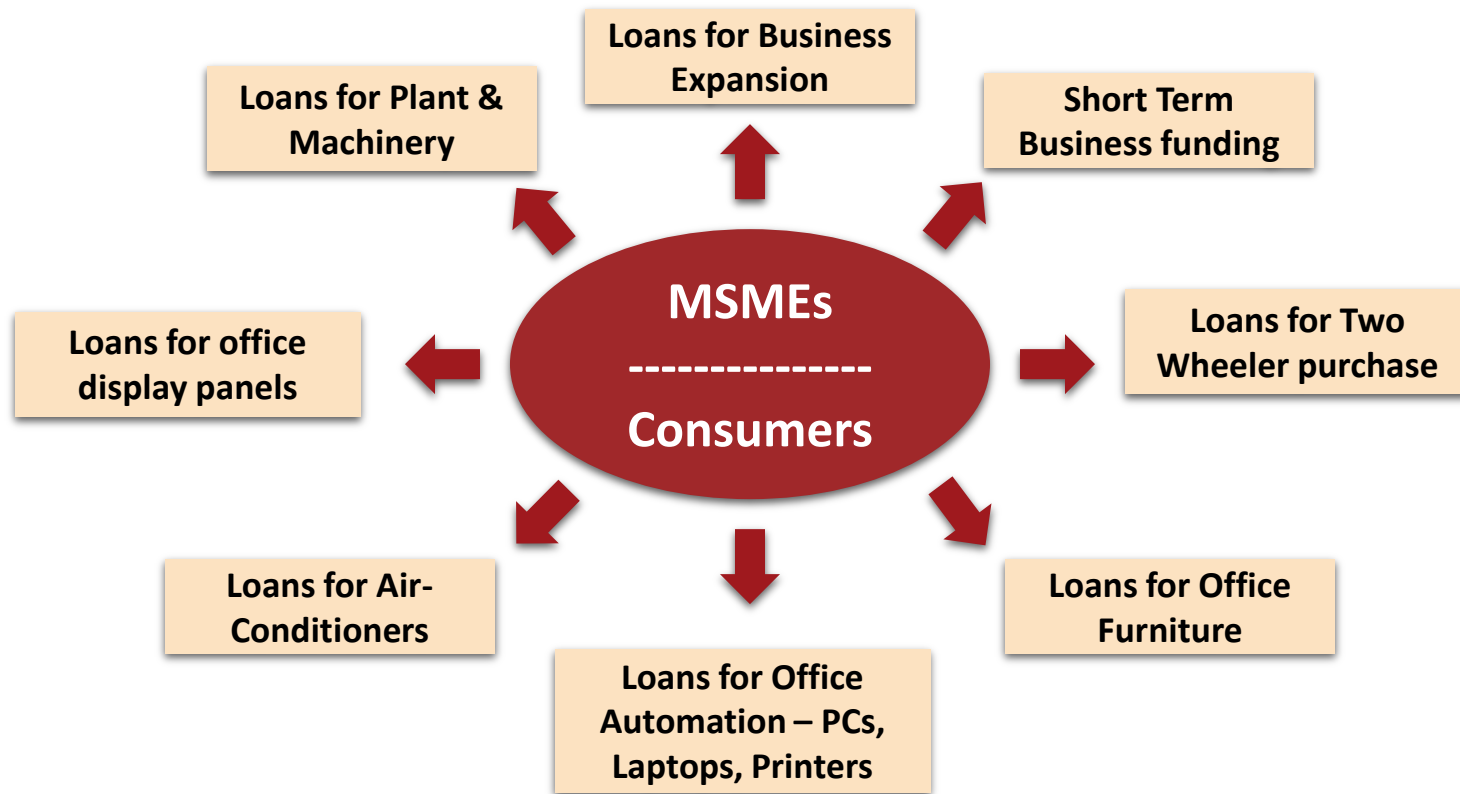 Loans for Business
Expansion
Loans for Plant &
Machinery
Short Term
Business funding
MSMEs
---------------
Consumers
Loans for office
display panels
Loans for Two
Wheeler purchase
Loans for Air-
Conditioners
Loans for Office
Furniture
Loans for Office
Automation – PCs,
Laptops, Printers